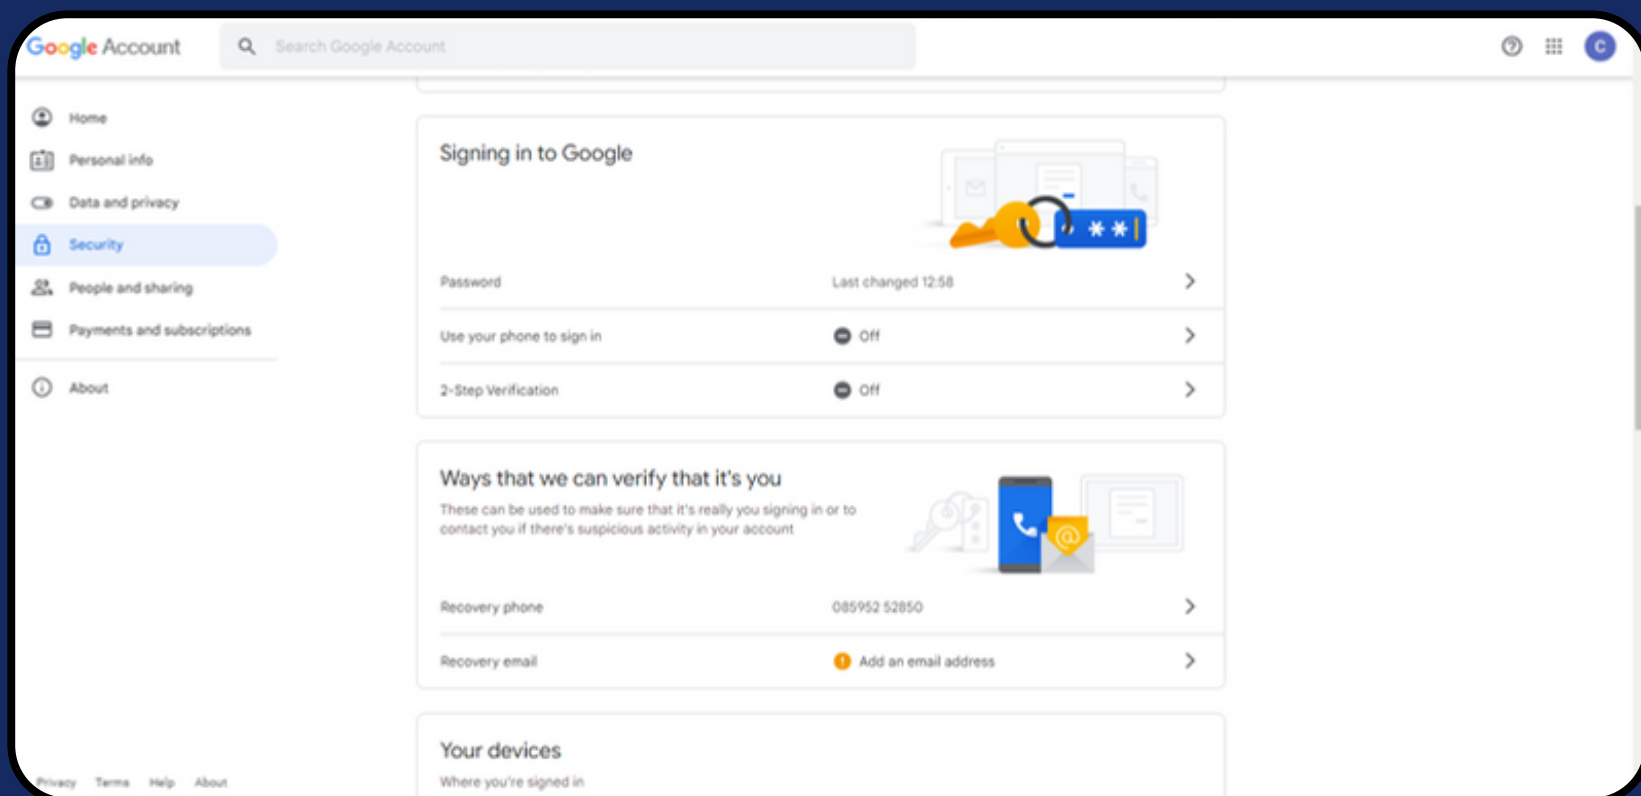 Google Account
Search Google Account
C
Home
Personal info
Data and privacy
Security
People and sharing
Payments and subscriptions
About
Signing in to Google
**|
Password Last changed 12:58
Use your phone to sign in Off
2-Step Verification Off
Ways that we can verify that it's you
These can be used to make sure that it's really you signing in or to
contact you if there's suspicious activity in your account
@
Recovery phone 085952 52850
Recovery email Add an email address
Your devices
Where you're signed in
Privacy Terms Help About